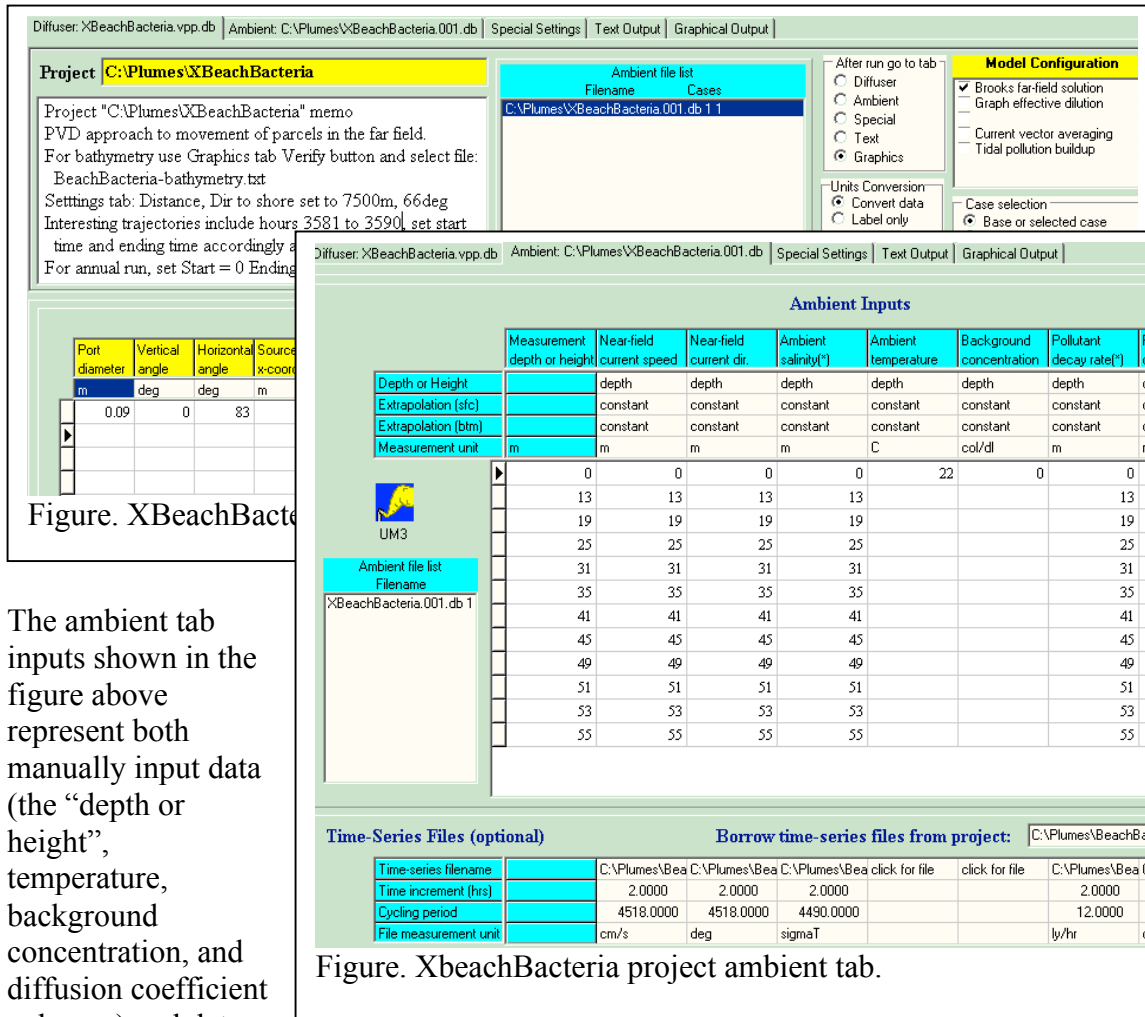 Diffuser: XBeachBacteria.vpp.db Ambient: C:\Plumes\XBeachBacteria.001.db Special Settings Text Output Graphical Output
Project C:\Plumes\XBeachBacteria
Project "C:\Plumes\XBeachBacteria" memo
PVD approach to movement of parcels in the far field.
For bathymetry use Graphics tab Verify button and select file:
BeachBacteria-bathymetry.txt
Setttings tab: Distance, Dir to shore set to 7500m, 66deg
Interesting trajectories include hours 3581 to 3590, set start
time and ending time accordingly a
For annual run, set Start = 0 Ending
Ambient file list
Filename Cases
C:\Plumes\XBeachBacteria.001.db 1 1
After run go to tab
Diffuser
Ambient
Special
Text
Graphics
Units Conversion
Convert data
Label only
Model Configuration
Brooks far-field solution
Graph effective dilution
Current vector averaging
Tidal pollution buildup
Case selection
Base or selected case
Port Vertical Horizontal Source
diameter angle angle x-coord
m deg deg m
0.09 0 83
Figure. XBeachBacte
Diffuser: XBeachBacteria.vpp.db Ambient: C:\Plumes\XBeachBacteria.001.db Special Settings Text Output Graphical Output
Ambient Inputs
Measurement Near-field Near-field Ambient Ambient Background Pollutant
depth or height current speed current dir. salinity(*) temperature concentration decay rate(*)
Depth or Height depth depth depth depth depth depth
Extrapolation (sfc) constant constant constant constant constant constant
Extrapolation (btm) constant constant constant constant constant constant
Measurement unit m m m m C col/dl m
0 0 0 0 22 0 0
13 13 13 13 13
19 19 19 19 19
25 25 25 25 25
31 31 31 31 31
35 35 35 35 35
41 41 41 41 41
45 45 45 45 45
49 49 49 49 49
51 51 51 51 51
53 53 53 53 53
55 55 55 55 55
UM3
Ambient file list
Filename
XBeachBacteria.001.db 1
Time-Series Files (optional) Borrow time-series files from project: C:\Plumes\BeachBa
Time-series filename C:\Plumes\Bea C:\Plumes\Bea C:\Plumes\Bea click for file click for file C:\Plumes\Bea
Time increment (hrs) 2.0000 2.0000 2.0000 2.0000
Cycling period 4518.0000 4518.0000 4490.0000 12.0000
File measurement unit cm/s deg sigmaT ly/hr
Figure. XbeachBacteria project ambient tab.
The ambient tab
inputs shown in the
figure above
represent both
manually input data
(the “depth or
height”,
temperature,
background
concentration, and
diffusion coefficient